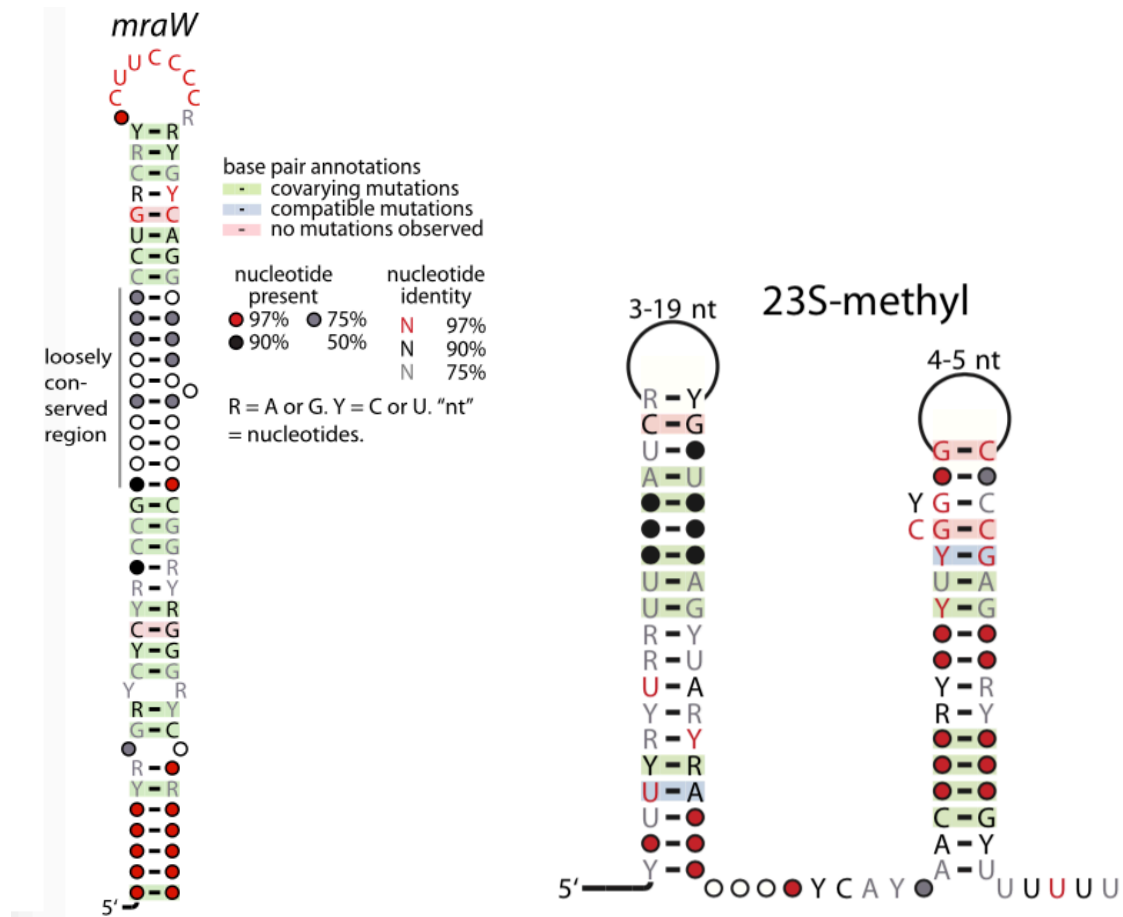 mraW
C U U C C C C
R
Y - R
R - Y
C - G
R - Y
G - C
U - A
C - G
C - G
loosely
con-
served
region
G - C
C - G
C - G
R
R - Y
Y - R
C - G
Y - G
C - G
Y R
R - Y
G - C
R -
Y - R
5'
base pair annotations
- covarying mutations
- compatible mutations
- no mutations observed
nucleotide
present
97% 75%
90% 50%
nucleotide
identity
N 97%
N 90%
N 75%
R = A or G. Y = C or U. “nt”
= nucleotides.
23S-methyl
3-19 nt
R - Y
C - G
U -
A - U
U - A
U - G
R - Y
R - U
U - A
Y - R
R - Y
Y - R
U - A
U -
Y -
4-5 nt
G - C
Y G - C
C G - C
Y - G
U - A
Y - G
Y - R
R - Y
C - G
A - Y
A - U
5' Y C A Y U U U U U